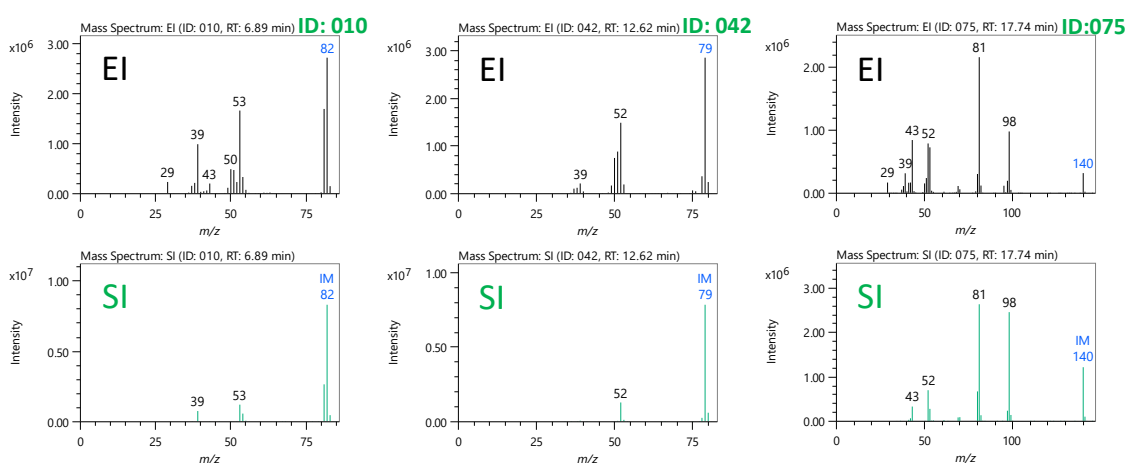 Mass Spectrum: EI (ID: 010, RT: 6.89 min) ID: 010
x10⁶
3.00
2.00
1.00
0.00
Intensity
EI
29
39
43
50
53
82
0
25
50
75
m/z
Mass Spectrum: EI (ID: 042, RT: 12.62 min) ID: 042
x10⁶
3.00
2.00
1.00
0.00
Intensity
EI
39
52
79
0
25
50
75
m/z
Mass Spectrum: EI (ID: 075, RT: 17.74 min) ID:075
x10⁶
2.00
1.00
0.00
Intensity
EI
29
39
43
52
81
98
140
0
50
100
m/z
Mass Spectrum: SI (ID: 010, RT: 6.89 min)
x10⁷
1.00
0.50
0.00
Intensity
SI
39
53
IM
82
0
25
50
75
m/z
Mass Spectrum: SI (ID: 042, RT: 12.62 min)
x10⁷
1.00
0.50
0.00
Intensity
SI
52
IM
79
0
25
50
75
m/z
Mass Spectrum: SI (ID: 075, RT: 17.74 min)
x10⁶
3.00
2.00
1.00
0.00
Intensity
SI
43
52
81
98
IM
140
0
50
100
m/z